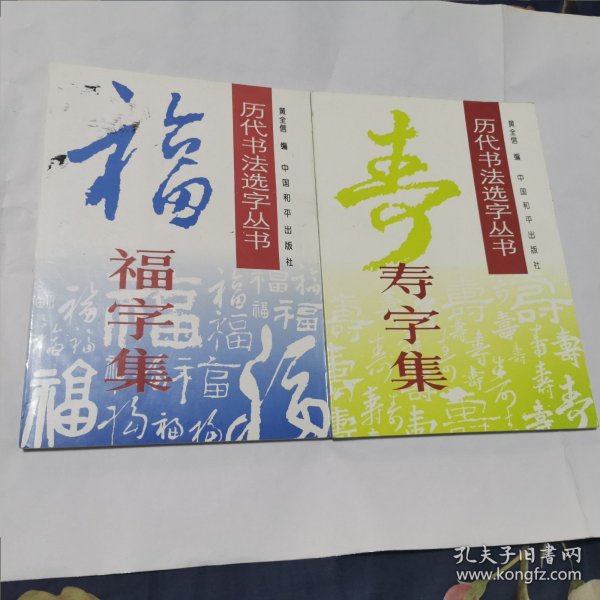 福
历代书法选字丛书
黄全信 编 中国和平出版社
福字集
寿
历代书法选字丛书
黄全信 编 中国和平出版社
寿字集
孔夫子旧书网
www.kongfz.com